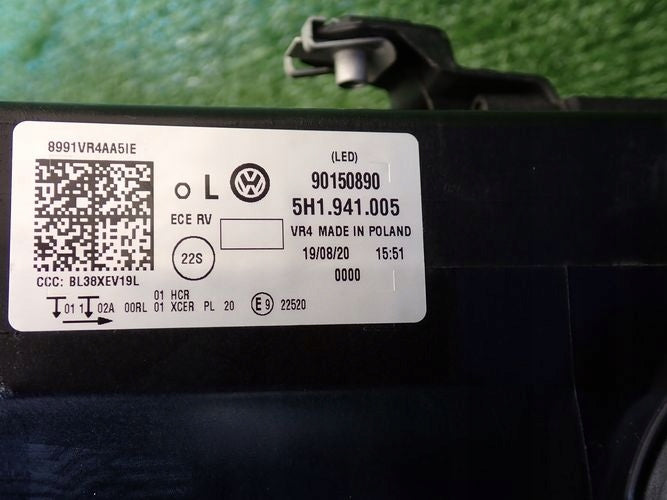 8991VR4AA5IE
(LED)
L
90150890
5H1.941.005
ECE RV
VR4 MADE IN POLAND
22S
19/08/20 15:51
0000
CCC: BL38XEV19L
01 HCR
01 1 02A 00RL 01 XCER PL 20 E9 22520